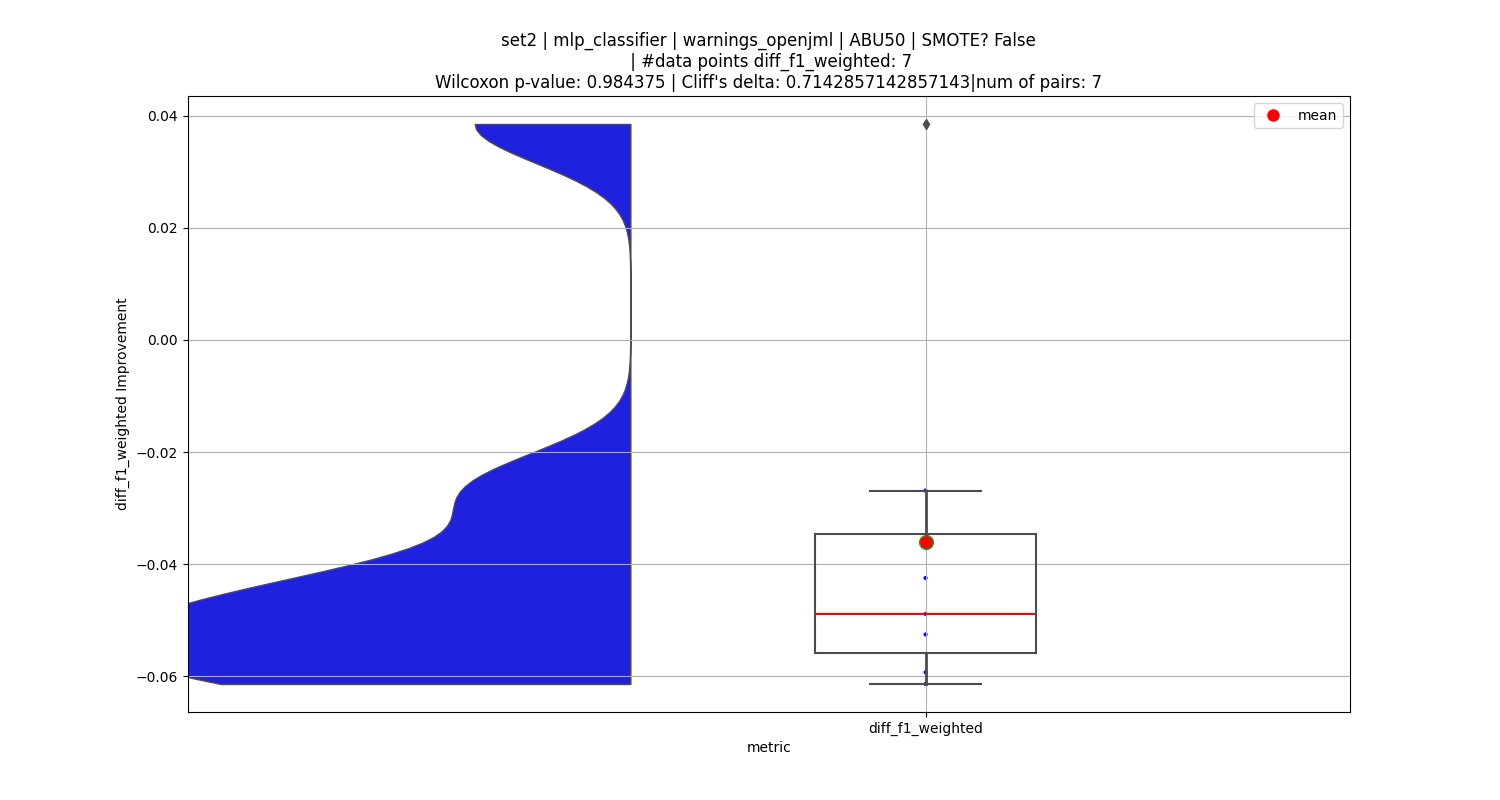 set2 | mlp_classifier | warnings_openjml | ABU50 | SMOTE? False
| #data points diff_f1_weighted: 7
Wilcoxon p-value: 0.984375 | Cliff's delta: 0.7142857142857143|num of pairs: 7
mean
0.04
0.02
0.00
−0.02
−0.04
−0.06
diff_f1_weighted Improvement
diff_f1_weighted
metric